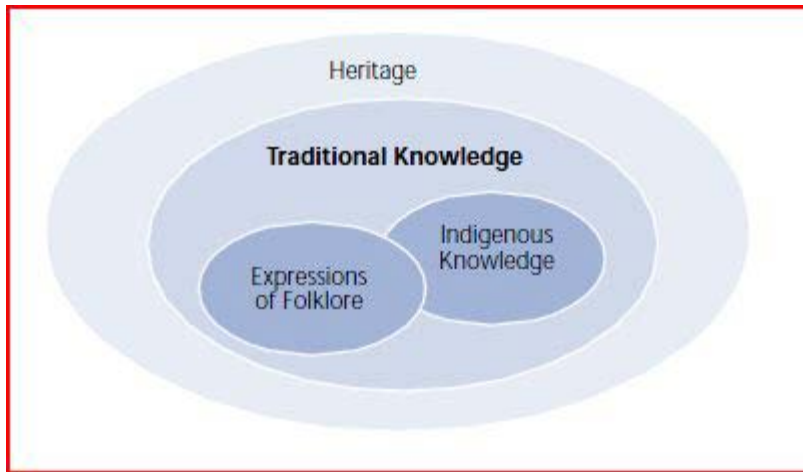 Heritage
Traditional Knowledge
Indigenous
Knowledge
Expressions
of Folklore